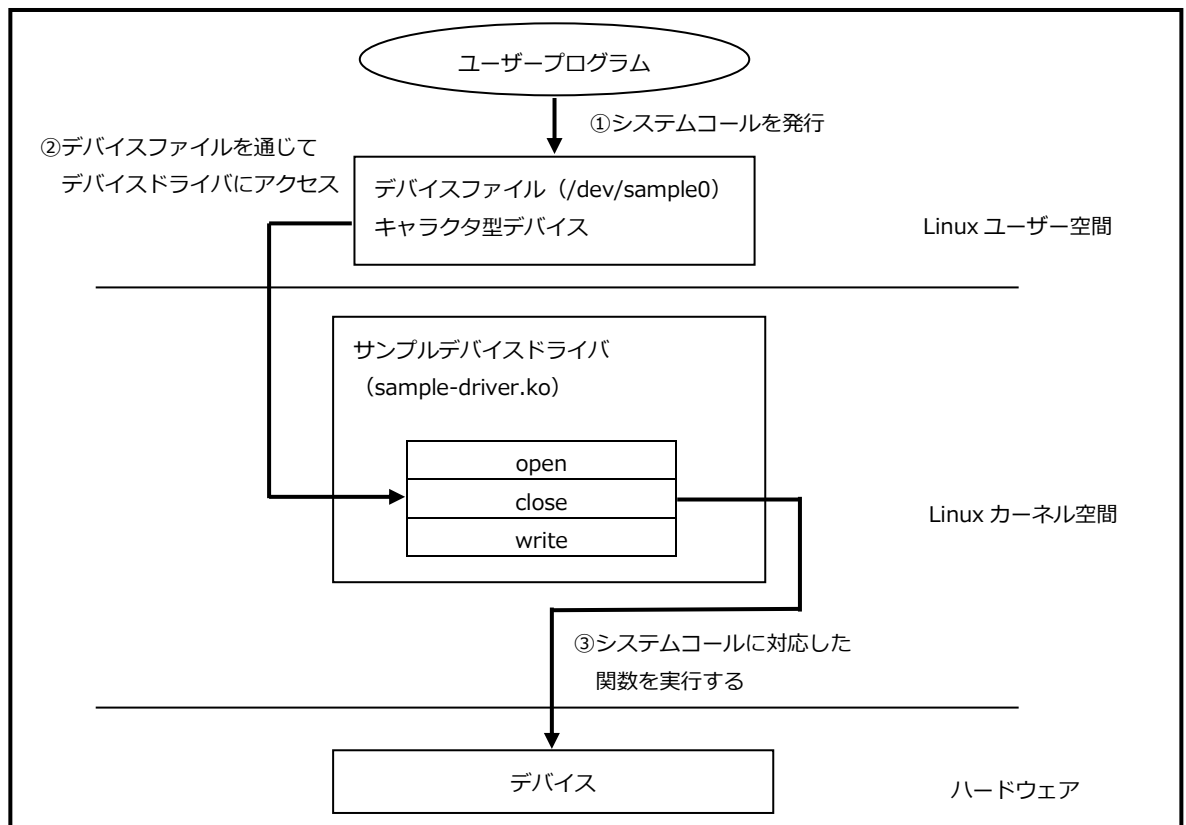 ユーザープログラム
①システムコールを発行
②デバイスファイルを通じて
デバイスドライバにアクセス
デバイスファイル（/dev/sample0）
キャラクタ型デバイス
Linux ユーザー空間
サンプルデバイスドライバ
（sample-driver.ko）
open
close
write
Linux カーネル空間
③システムコールに対応した
関数を実行する
デバイス
ハードウェア